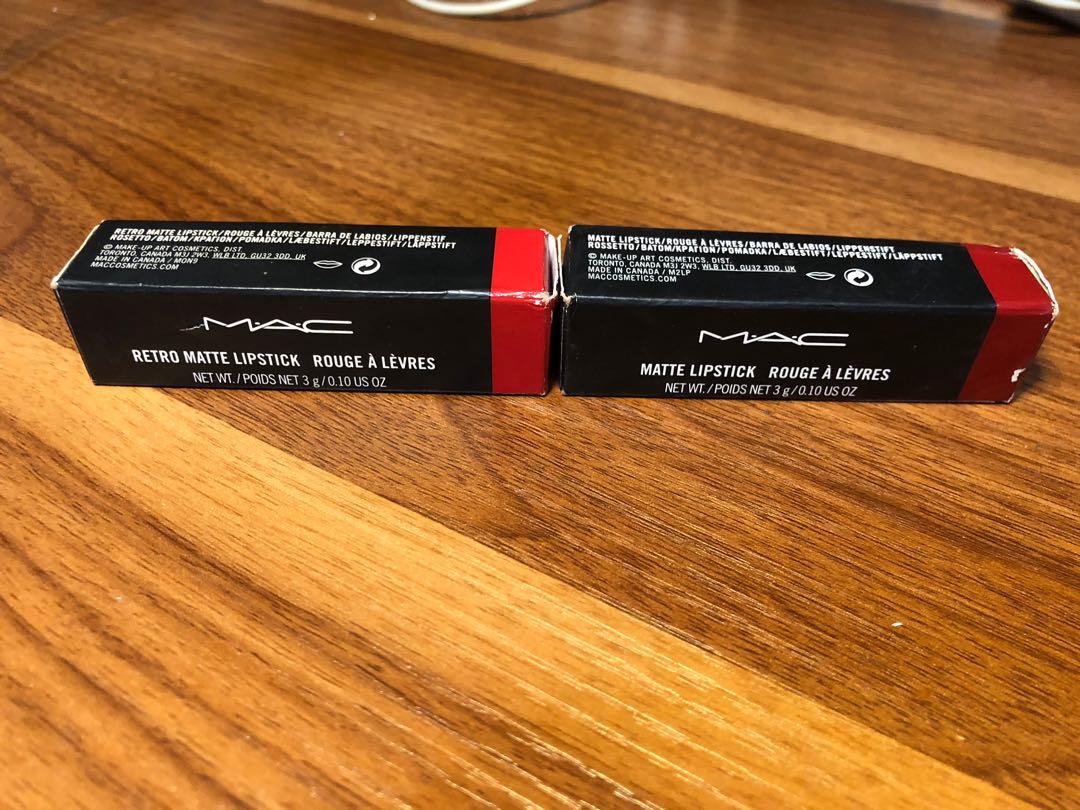 RETRO MATTE LIPSTICK/ROUGE À LÈVRES/BARRA DE LABIOS/LIPPENSTIF
ROSETTO/BATOM/ΚΡΑΓΙΟΝ/POMADKA/LÆBESTIFT/LEPPESTIFT/LÄPPSTIFT
© MAKE-UP ART COSMETICS, DIST.
TORONTO, CANADA M3J 2W3, WLB LTD, GU32 3DD, UK
MADE IN CANADA / MON9
MACCOSMETICS.COM
M·A·C
RETRO MATTE LIPSTICK ROUGE À LÈVRES
NET WT. / POIDS NET 3 g / 0.10 US OZ
MATTE LIPSTICK/ROUGE À LÈVRES/BARRA DE LABIOS/LIPPENSTIFT
ROSSETTO/BATOM/ΚΡΑΓΙΟΝ/POMADKA/LÆBESTIFT/LEPPESTIFT/LÄPPSTIFT
© MAKE-UP ART COSMETICS, DIST.
TORONTO, CANADA M3J 2W3, WLB LTD, GU32 3DD, UK
MADE IN CANADA / M2LP
MACCOSMETICS.COM
M·A·C
MATTE LIPSTICK ROUGE À LÈVRES
NET WT. / POIDS NET 3 g / 0.10 US OZ